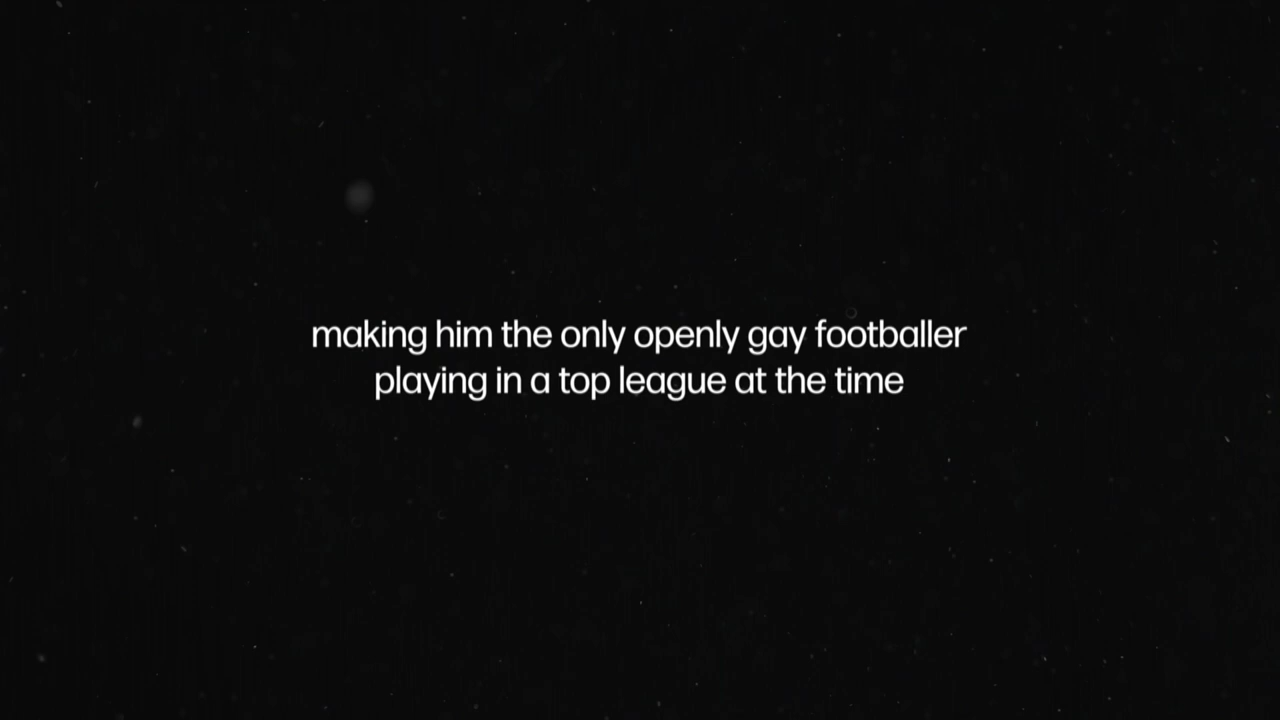 making him the only openly gay footballer
playing in a top league at the time